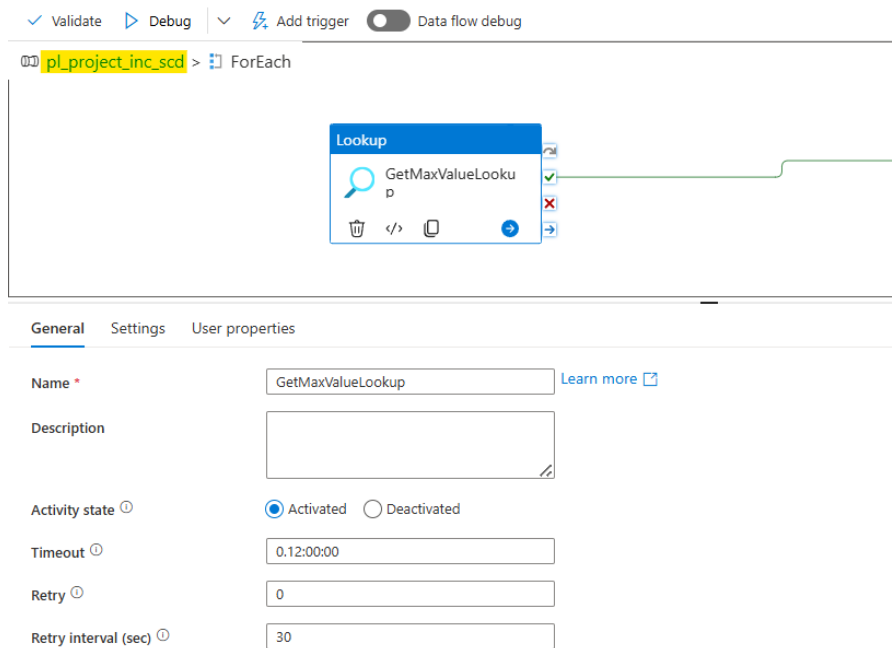 Validate Debug Add trigger Data flow debug
pl_project_inc_scd > ForEach
Lookup
GetMaxValueLooku
p
General Settings User properties
Name * GetMaxValueLookup Learn more
Description
Activity state Activated Deactivated
Timeout 0.12:00:00
Retry 0
Retry interval (sec) 30